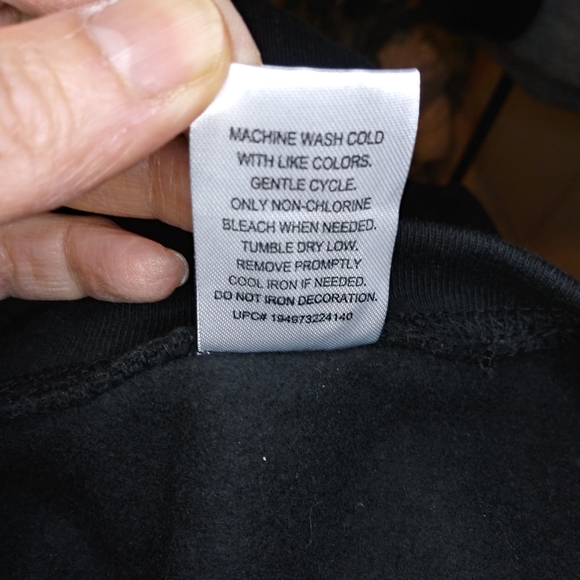 MACHINE WASH COLD
WITH LIKE COLORS.
GENTLE CYCLE.
ONLY NON-CHLORINE
BLEACH WHEN NEEDED.
TUMBLE DRY LOW.
REMOVE PROMPTLY
COOL IRON IF NEEDED.
DO NOT IRON DECORATION.
UPC# 194973224140